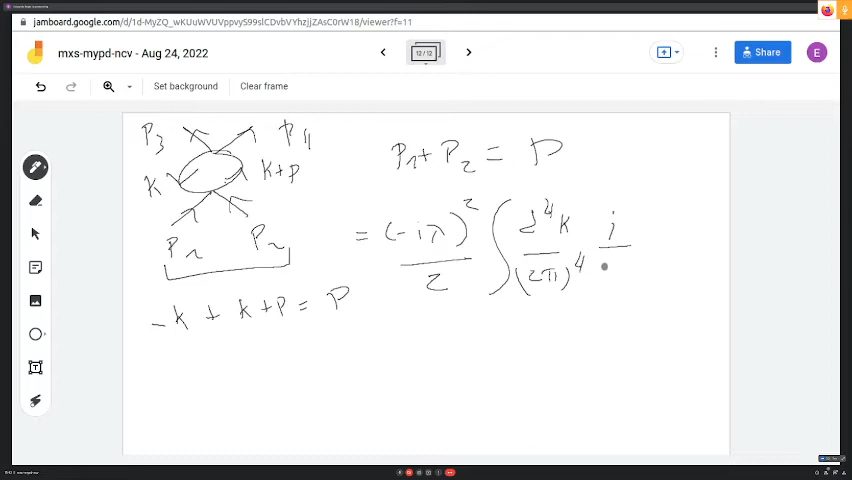 jamboard.google.com/d/1d-MyZQ_wKUuWVUVppvyS99slCDvbVYhzjjZAsC0rW18/viewer?f=11
mxs-mypd-ncv - Aug 24, 2022
12 / 12
Share
E
Set background
Clear frame
P3 P4
K K+P
P1 P2
P1 + P2 = P
= (-iλ)^2 / 2 ∫ d^4k / (2π)^4 i
-K + K+P = P